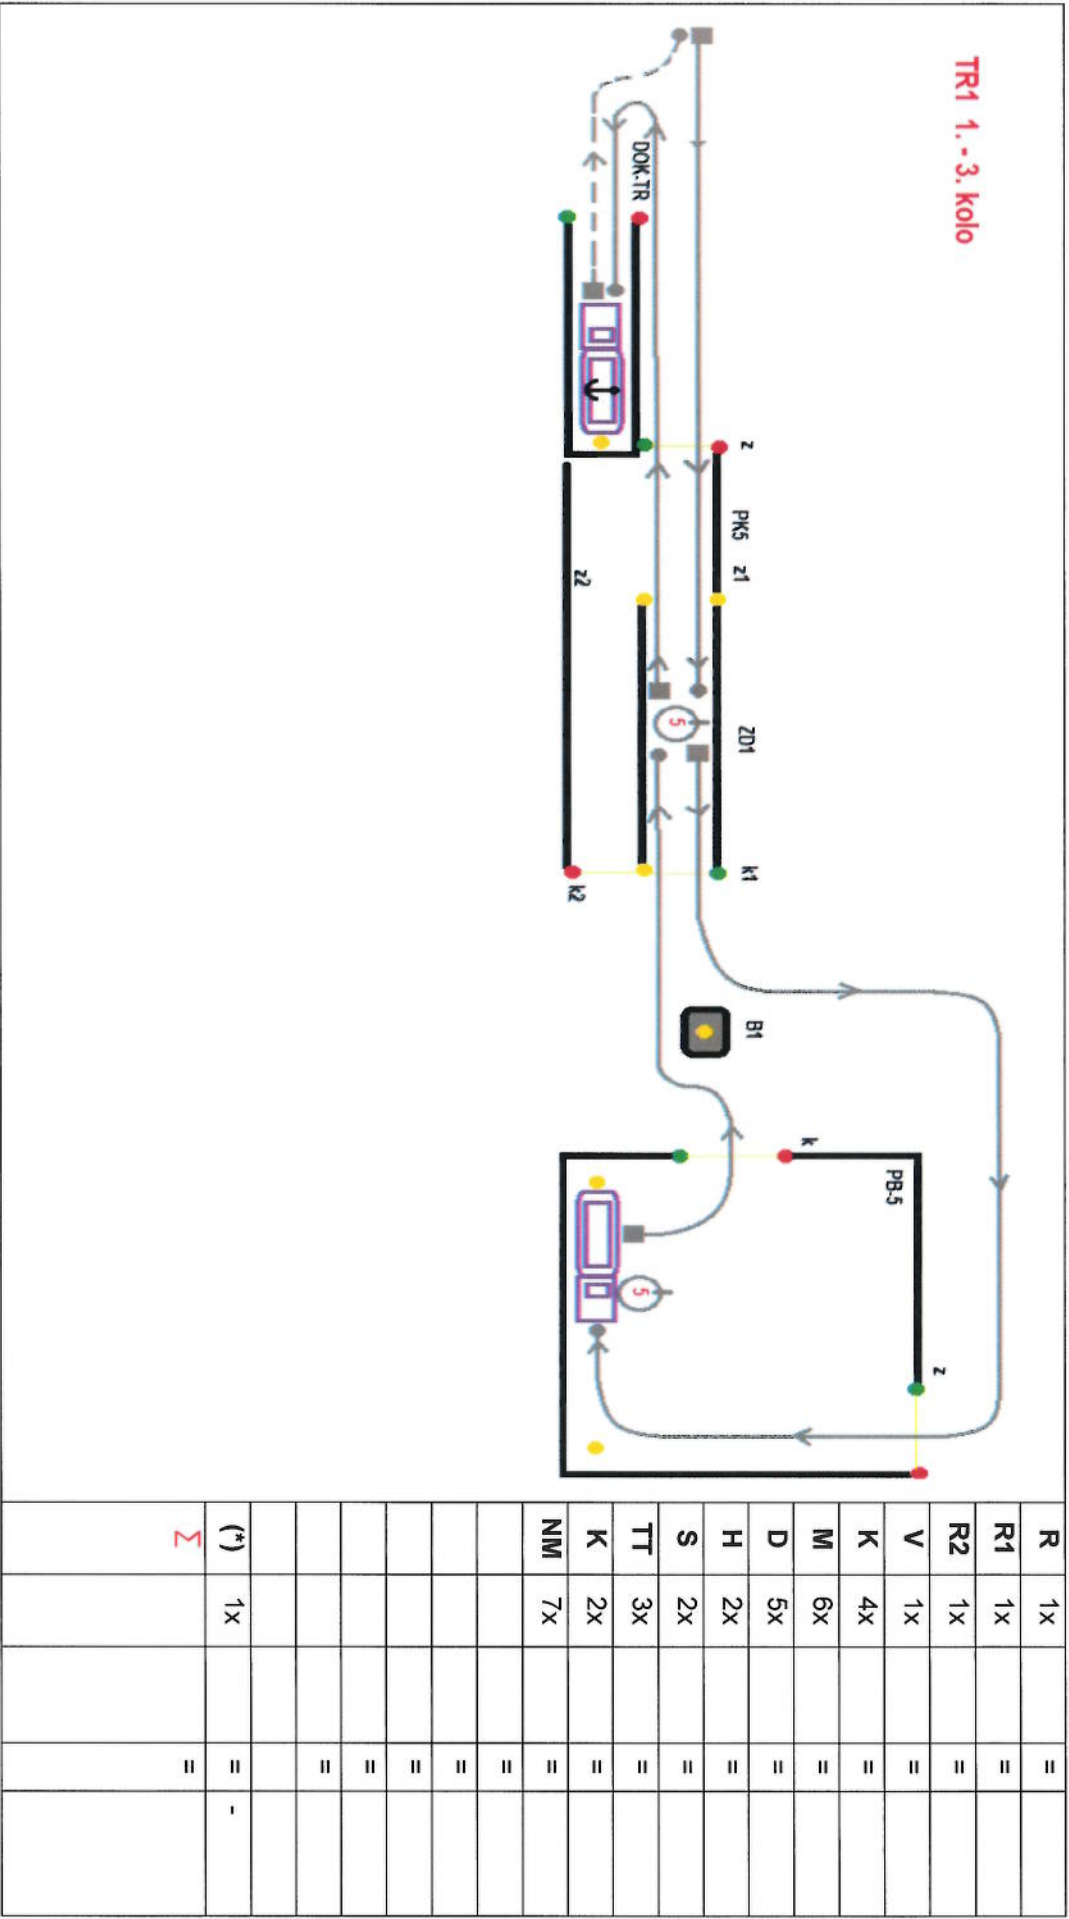 TR1 1. - 3. kolo
DOK-TR
z
PK5
z1
z2
ZD1
5
k1
k2
B1
k
PB-5
5
z
R 1x =
R1 1x =
R2 1x =
V 1x =
K 4x =
M 6x =
D 5x =
H 2x =
S 2x =
TT 3x =
K 2x =
NM 7x =
=
=
=
=
=
(*) 1x = -
Σ =